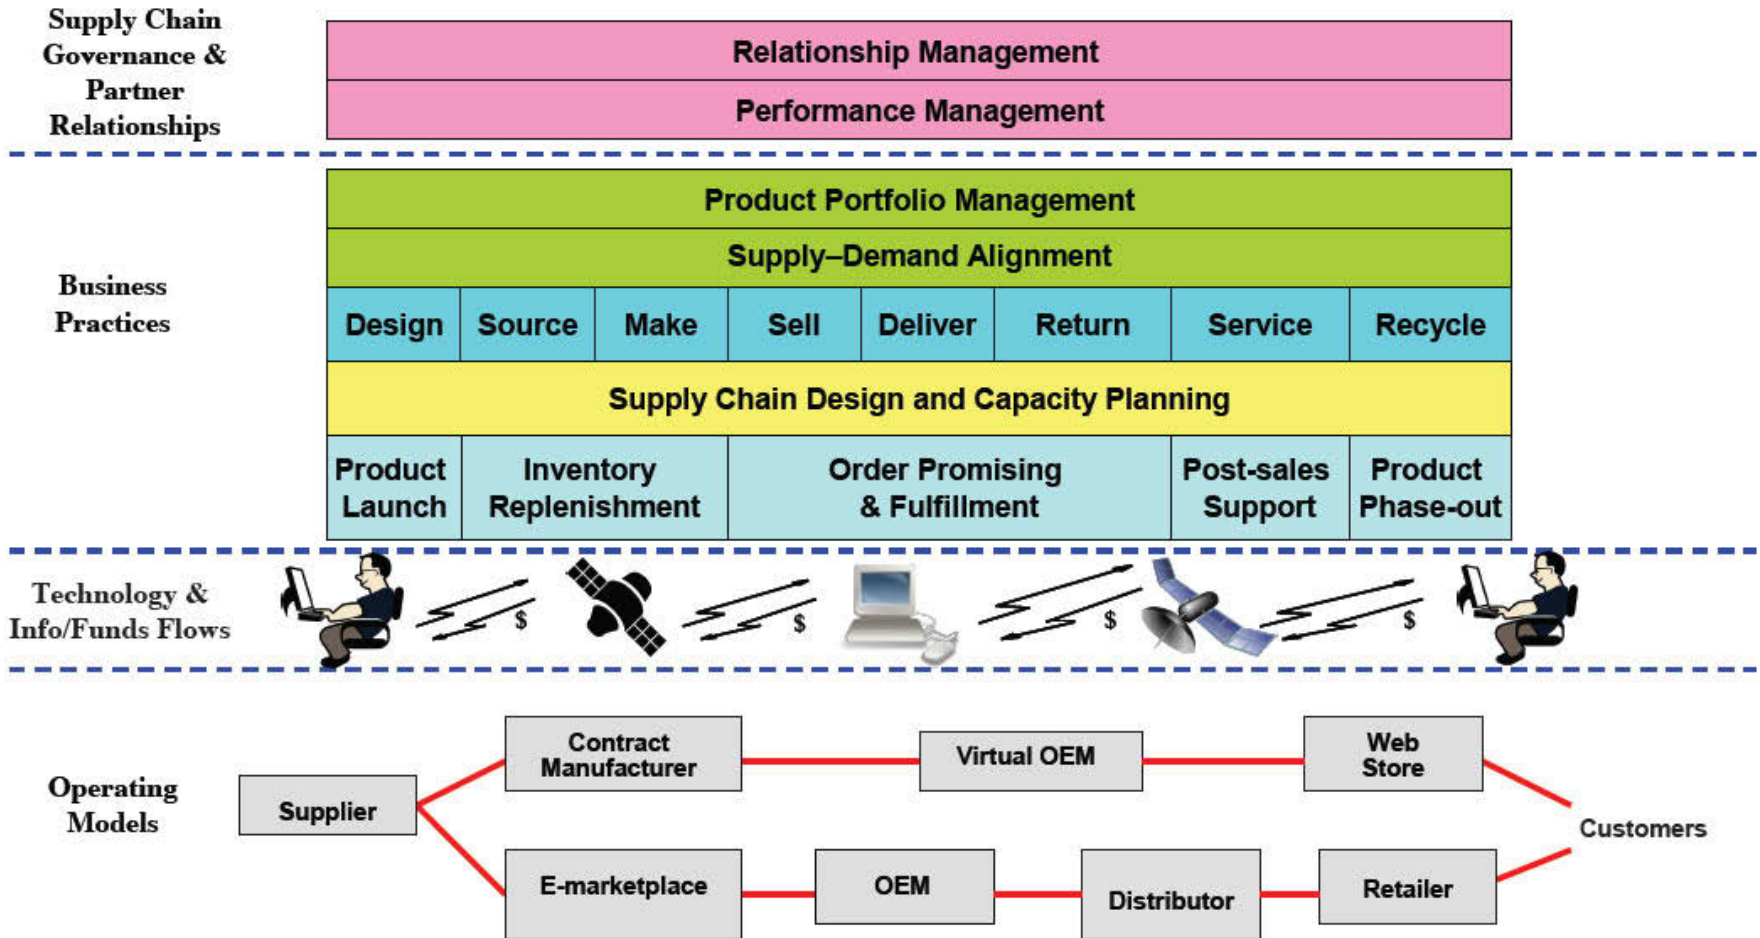 Supply Chain
Governance &
Partner
Relationships
Relationship Management
Performance Management
Business
Practices
Product Portfolio Management
Supply–Demand Alignment
Design
Source
Make
Sell
Deliver
Return
Service
Recycle
Supply Chain Design and Capacity Planning
Product
Launch
Inventory
Replenishment
Order Promising
& Fulfillment
Post-sales
Support
Product
Phase-out
Technology &
Info/Funds Flows
$
$
$
$
Operating
Models
Supplier
Contract
Manufacturer
Virtual OEM
Web
Store
E-marketplace
OEM
Distributor
Retailer
Customers